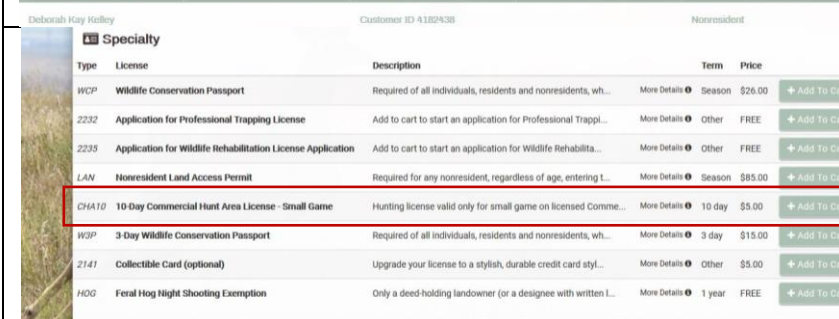 Deborah Kay Kelley Customer ID 4182438 Nonresident
Specialty
Type License Description Term Price
WCP Wildlife Conservation Passport Required of all individuals, residents and nonresidents, wh... More Details Season $26.00 + Add To C
2232 Application for Professional Trapping License Add to cart to start an application for Professional Trappi... More Details Other FREE + Add To C
2235 Application for Wildlife Rehabilitation License Application Add to cart to start an application for Wildlife Rehabilita... More Details Other FREE + Add To C
LAN Nonresident Land Access Permit Required for any nonresident, regardless of age, entering t... More Details Season $85.00 + Add To C
CHA10 10-Day Commercial Hunt Area License - Small Game Hunting license valid only for small game on licensed Comme... More Details 10 day $5.00 + Add To C
W3P 3-Day Wildlife Conservation Passport Required of all individuals, residents and nonresidents, wh... More Details 3 day $15.00 + Add To C
2141 Collectible Card (optional) Upgrade your license to a stylish, durable credit card styl... More Details Other $5.00 + Add To C
HOG Feral Hog Night Shooting Exemption Only a deed-holding landowner (or a designee with written l... More Details 1 year FREE + Add To C